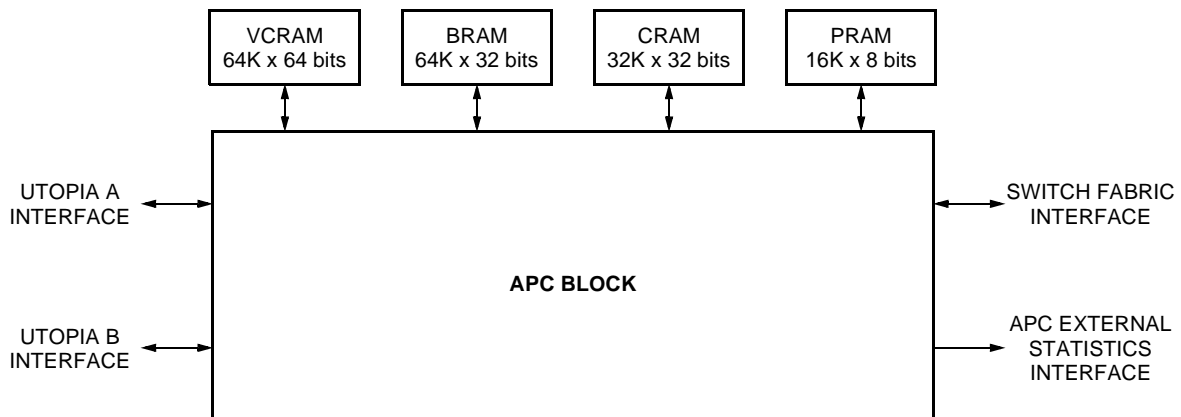 VCRAM
64K x 64 bits
BRAM
64K x 32 bits
CRAM
32K x 32 bits
PRAM
16K x 8 bits
UTOPIA A
INTERFACE
SWITCH FABRIC
INTERFACE
APC BLOCK
UTOPIA B
INTERFACE
APC EXTERNAL
STATISTICS
INTERFACE